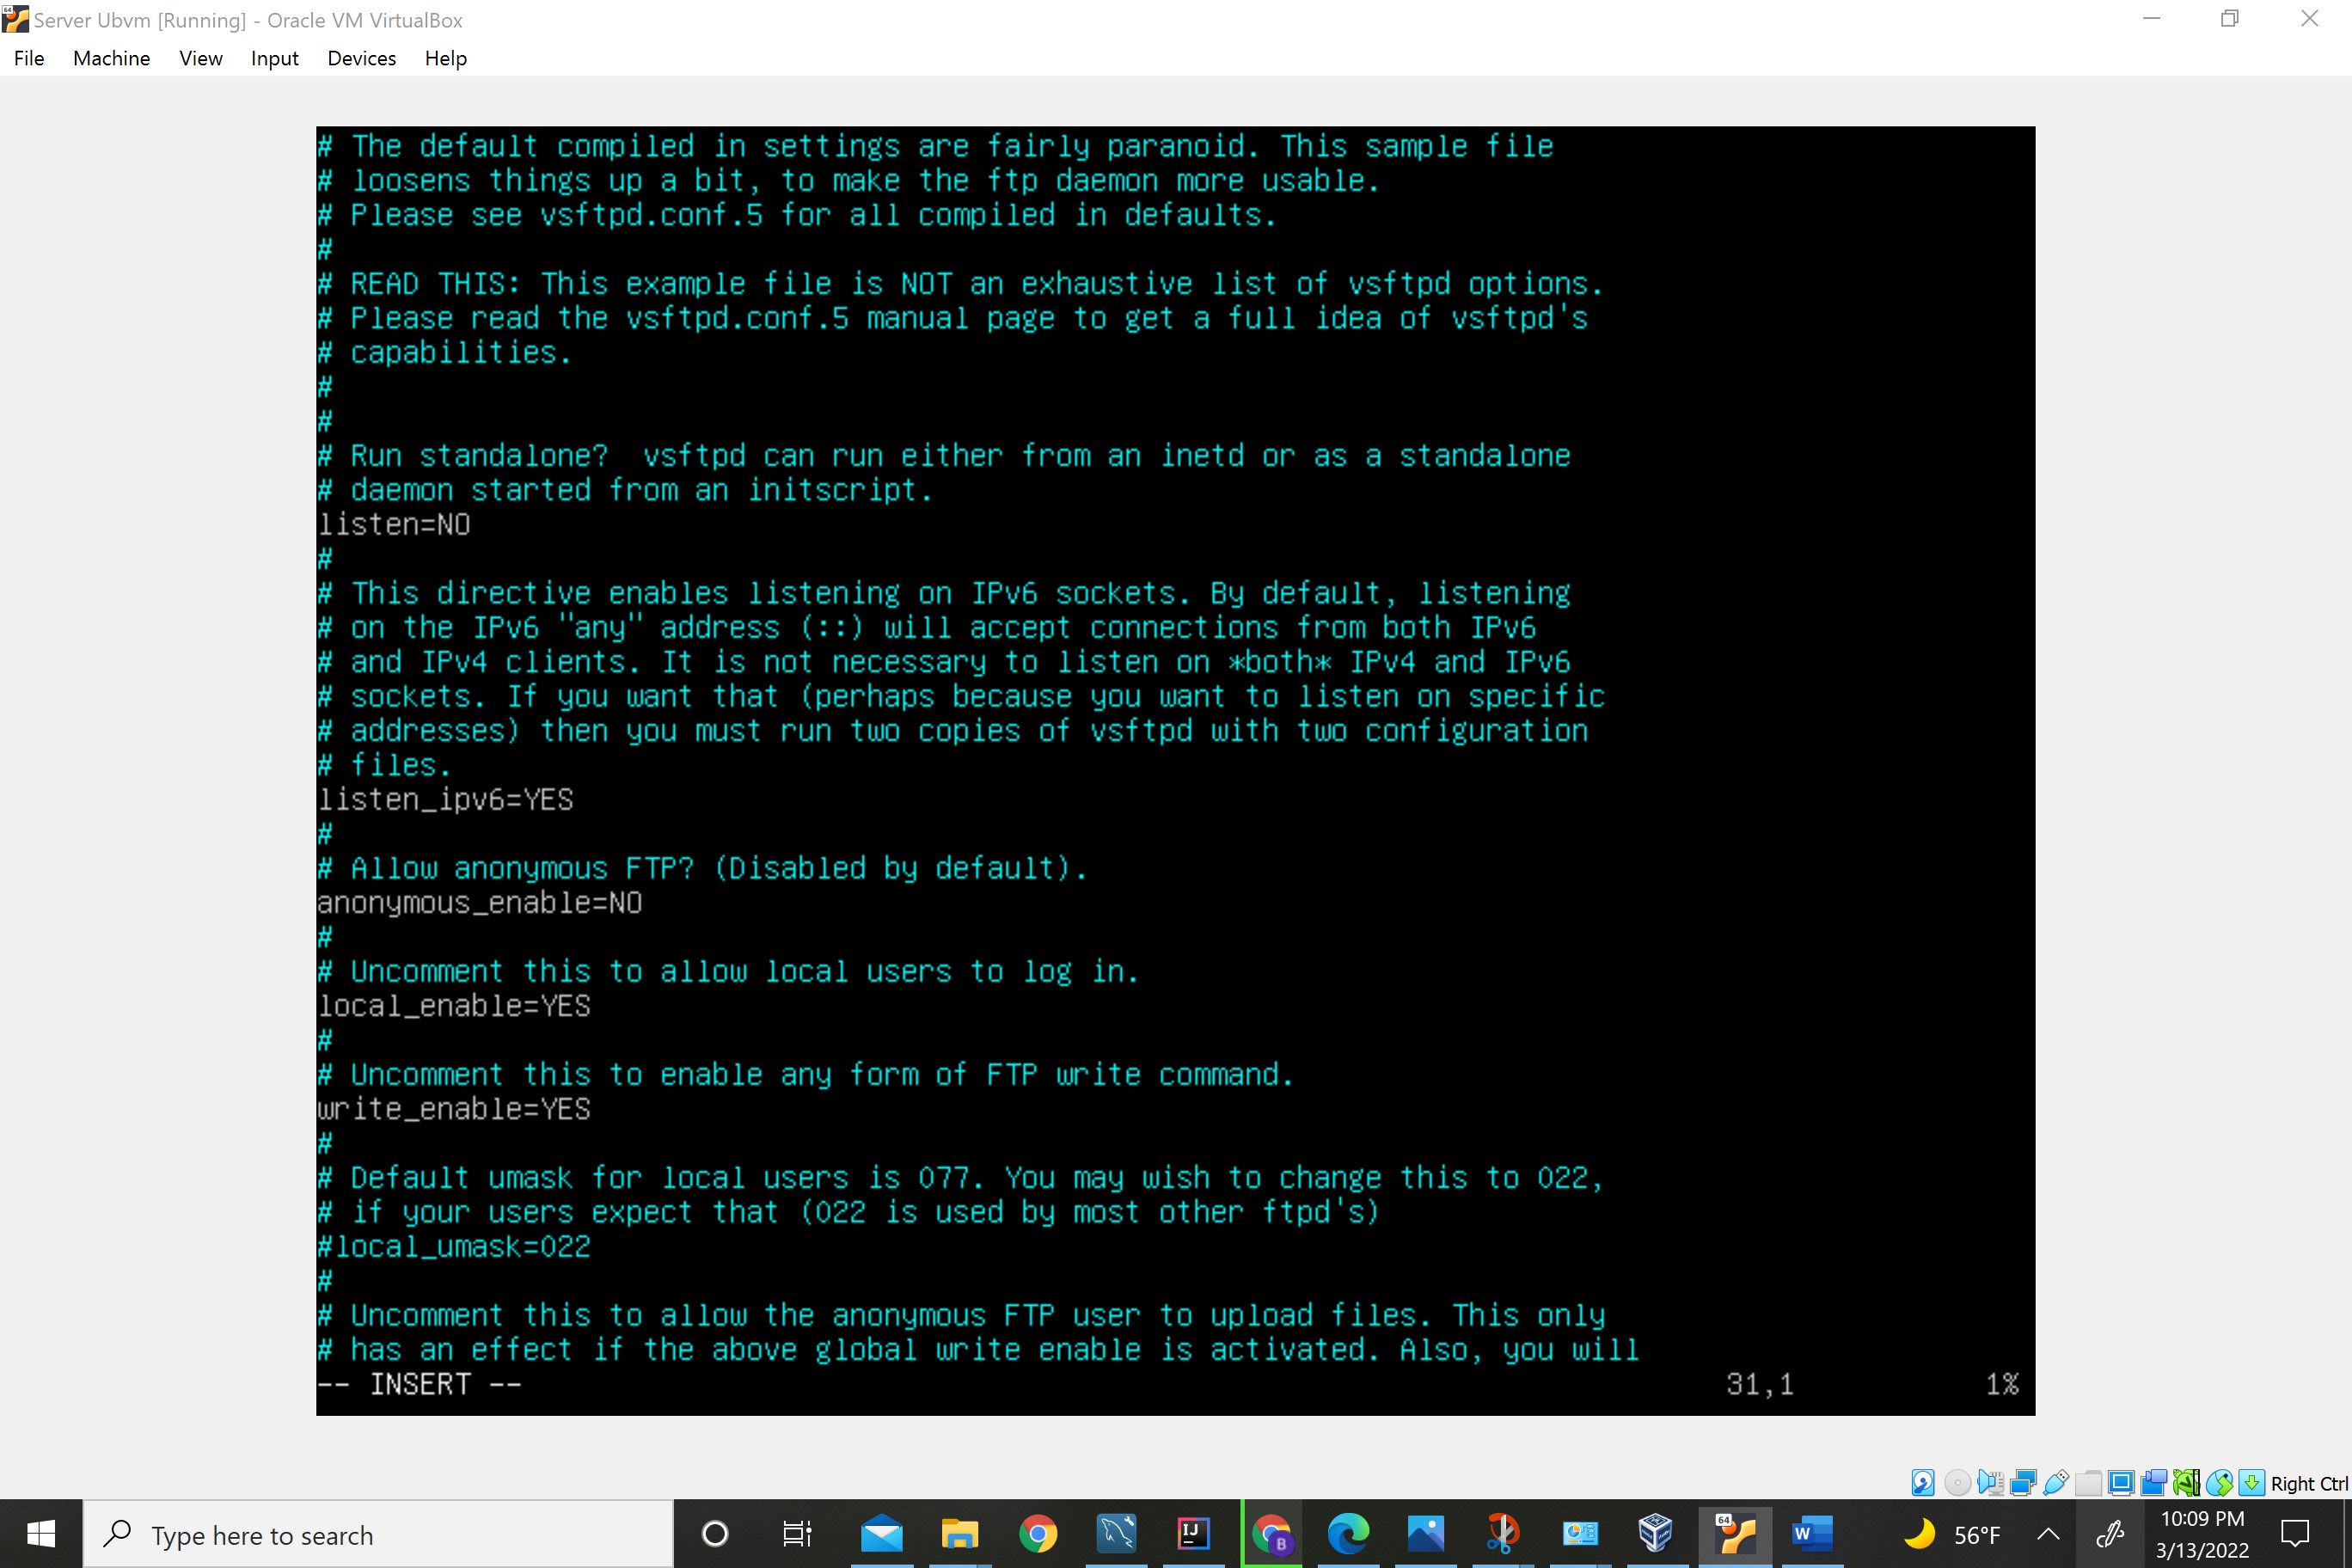 Server Ubvm [Running] - Oracle VM VirtualBox
File Machine View Input Devices Help
# The default compiled in settings are fairly paranoid. This sample file
# loosens things up a bit, to make the ftp daemon more usable.
# Please see vsftpd.conf.5 for all compiled in defaults.
#
# READ THIS: This example file is NOT an exhaustive list of vsftpd options.
# Please read the vsftpd.conf.5 manual page to get a full idea of vsftpd's
# capabilities.
#
#
# Run standalone?  vsftpd can run either from an inetd or as a standalone
# daemon started from an initscript.
listen=NO
#
# This directive enables listening on IPv6 sockets. By default, listening
# on the IPv6 "any" address (::) will accept connections from both IPv6
# and IPv4 clients. It is not necessary to listen on *both* IPv4 and IPv6
# sockets. If you want that (perhaps because you want to listen on specific
# addresses) then you must run two copies of vsftpd with two configuration
# files.
listen_ipv6=YES
#
# Allow anonymous FTP? (Disabled by default).
anonymous_enable=NO
#
# Uncomment this to allow local users to log in.
local_enable=YES
#
# Uncomment this to enable any form of FTP write command.
write_enable=YES
#
# Default umask for local users is 077. You may wish to change this to 022,
# if your users expect that (022 is used by most other ftpd's)
#local_umask=022
#
# Uncomment this to allow the anonymous FTP user to upload files. This only
# has an effect if the above global write enable is activated. Also, you will
-- INSERT -- 31,1 1%
Right Ctrl
Type here to search
56°F
10:09 PM
3/13/2022